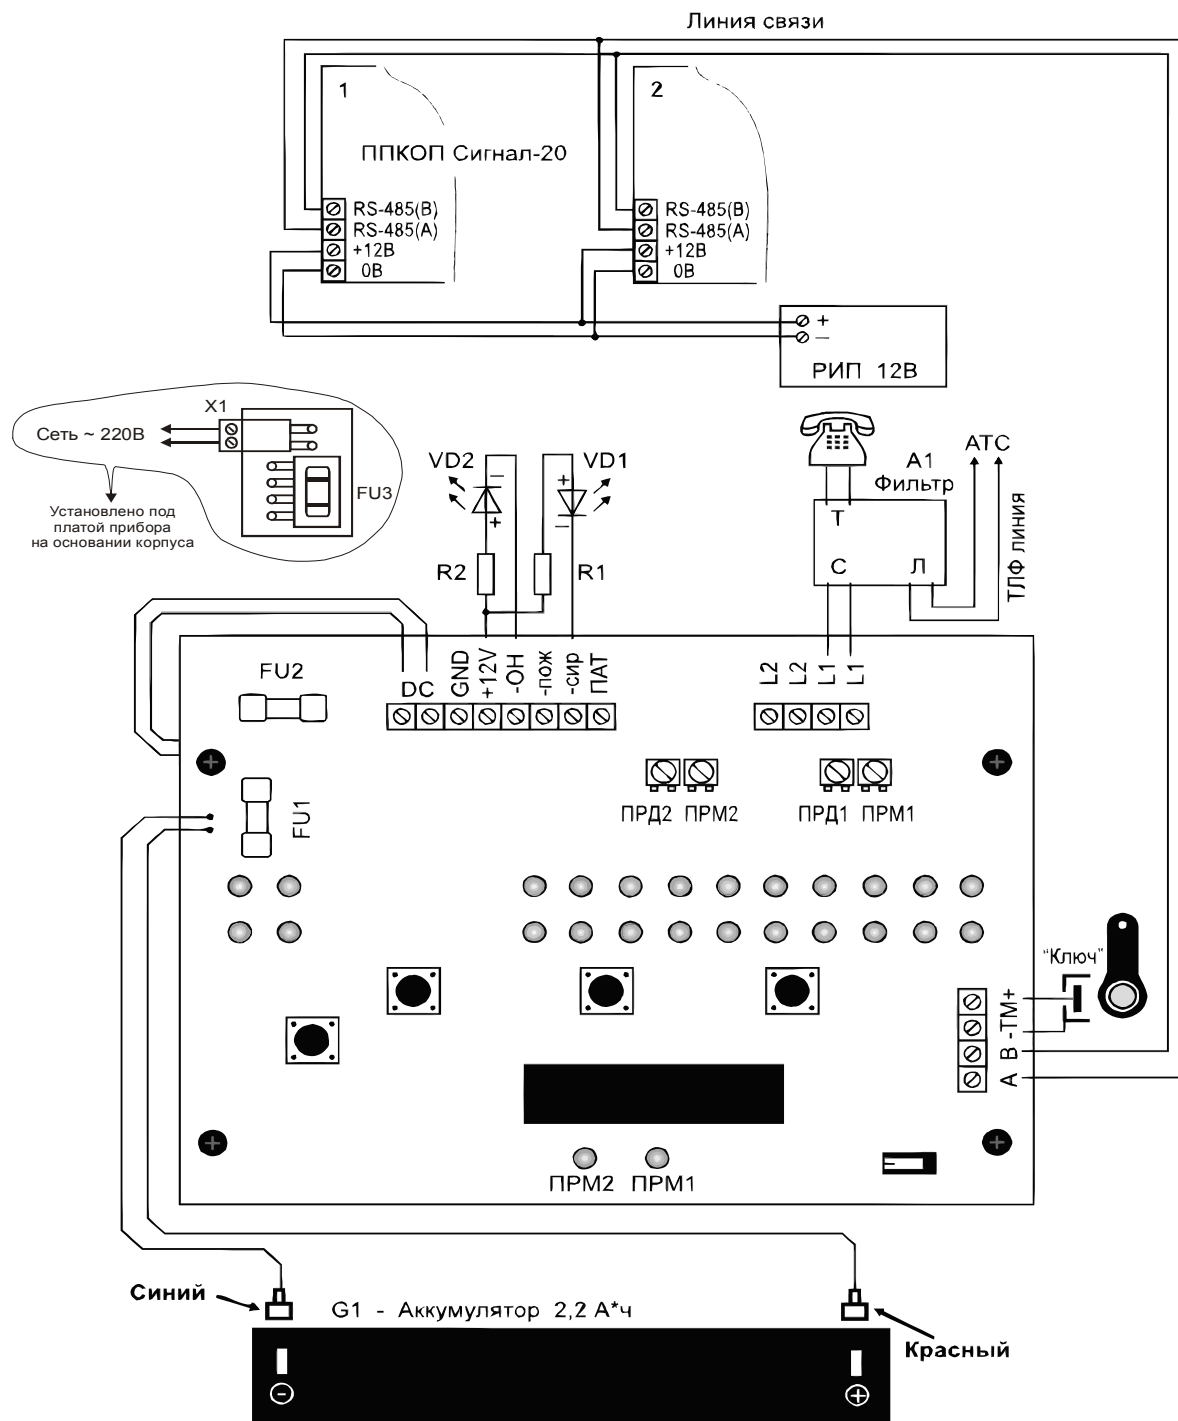 Линия связи
1
2
ППКОП Сигнал-20
RS-485(B)
RS-485(A)
+12В
0В
RS-485(B)
RS-485(A)
+12В
0В
+
–
РИП 12В
X1
Сеть ~ 220В
FU3
Установлено под
платой прибора
на основании корпуса
VD2
–
+
VD1
+
–
R2
R1
A1
Фильтр
АТС
Т
С
Л
ТЛФ линия
FU2
DC
GND
+12V
-ОН
-пож
-сир
ПАТ
L2
L2
L1
L1
FU1
ПРД2
ПРМ2
ПРД1
ПРМ1
"Ключ"
-ТМ+
B
A
ПРМ2
ПРМ1
Синий
G1 - Аккумулятор 2,2 А*ч
Красный
-
+